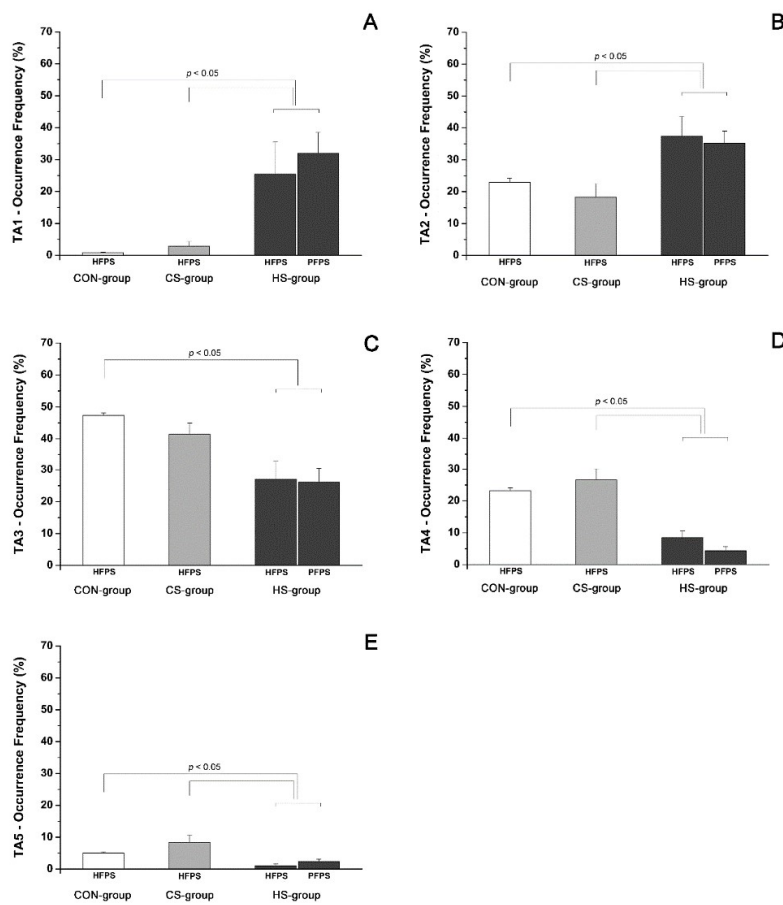 A
TA1 - Occurrence Frequency (%)
70
60
50
40
30
20
10
0
p < 0.05
HFPS HFPS HFPS PFPS
CON-group CS-group HS-group
B
TA2 - Occurrence Frequency (%)
70
60
50
40
30
20
10
0
p < 0.05
HFPS HFPS HFPS PFPS
CON-group CS-group HS-group
C
TA3 - Occurrence Frequency (%)
70
60
50
40
30
20
10
0
p < 0.05
HFPS HFPS HFPS PFPS
CON-group CS-group HS-group
D
TA4 - Occurrence Frequency (%)
70
60
50
40
30
20
10
0
p < 0.05
HFPS HFPS HFPS PFPS
CON-group CS-group HS-group
E
TA5 - Occurrence Frequency (%)
70
60
50
40
30
20
10
0
p < 0.05
HFPS HFPS HFPS PFPS
CON-group CS-group HS-group